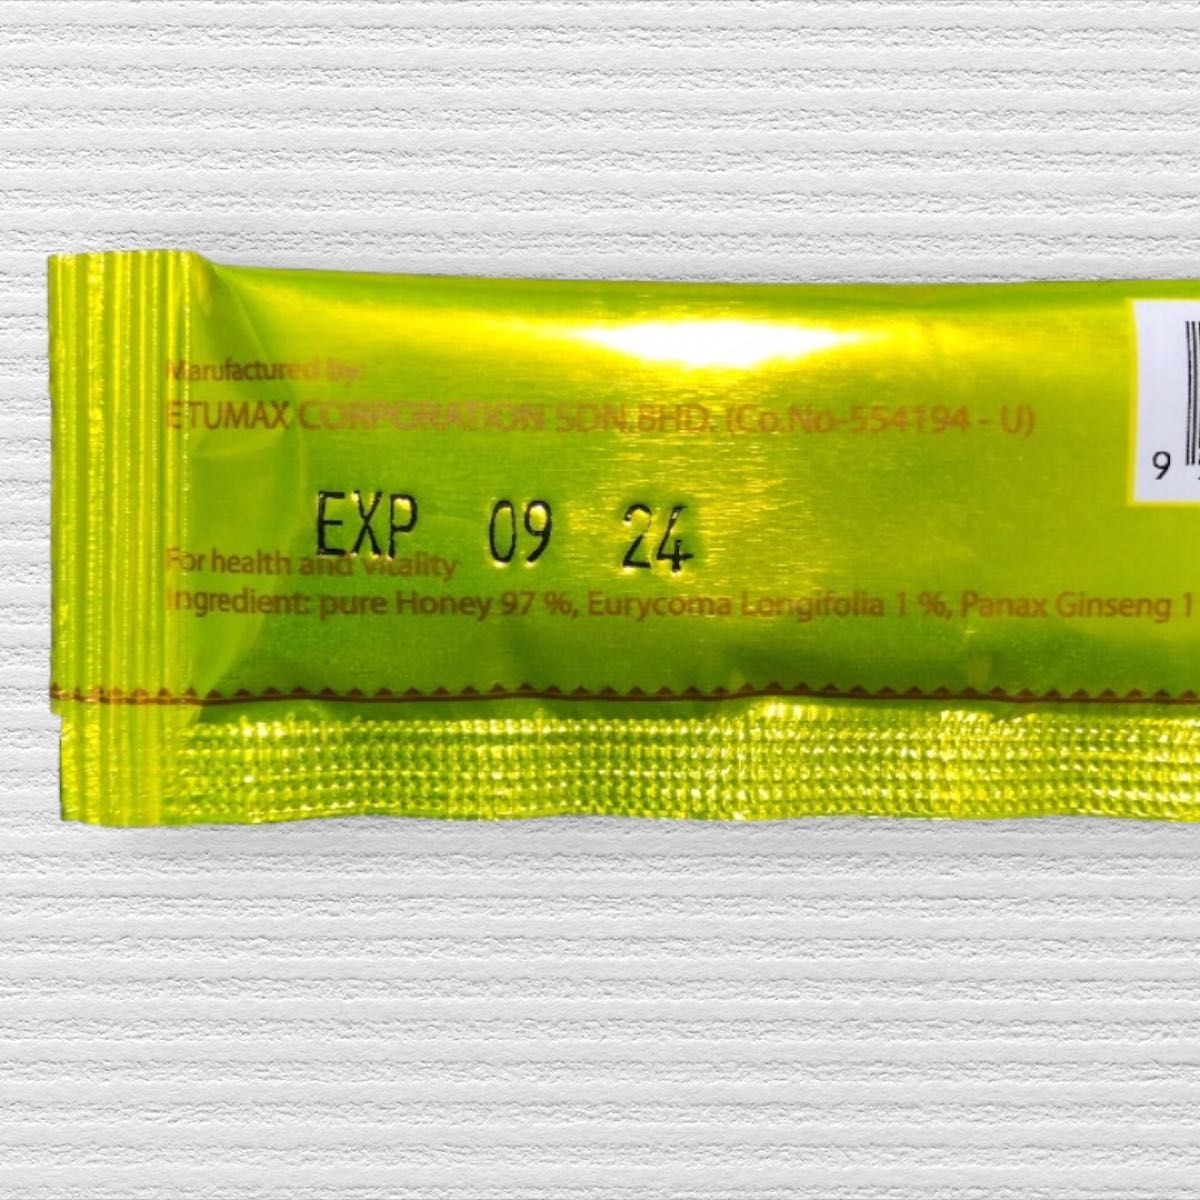 Manufactured by:
ETUMAX CORPORATION SDN.BHD. (Co.No-554194 - U)
EXP 09 24
For health and vitality
Ingredient: pure Honey 97 %, Eurycoma Longifolia 1 %, Panax Ginseng 1
9